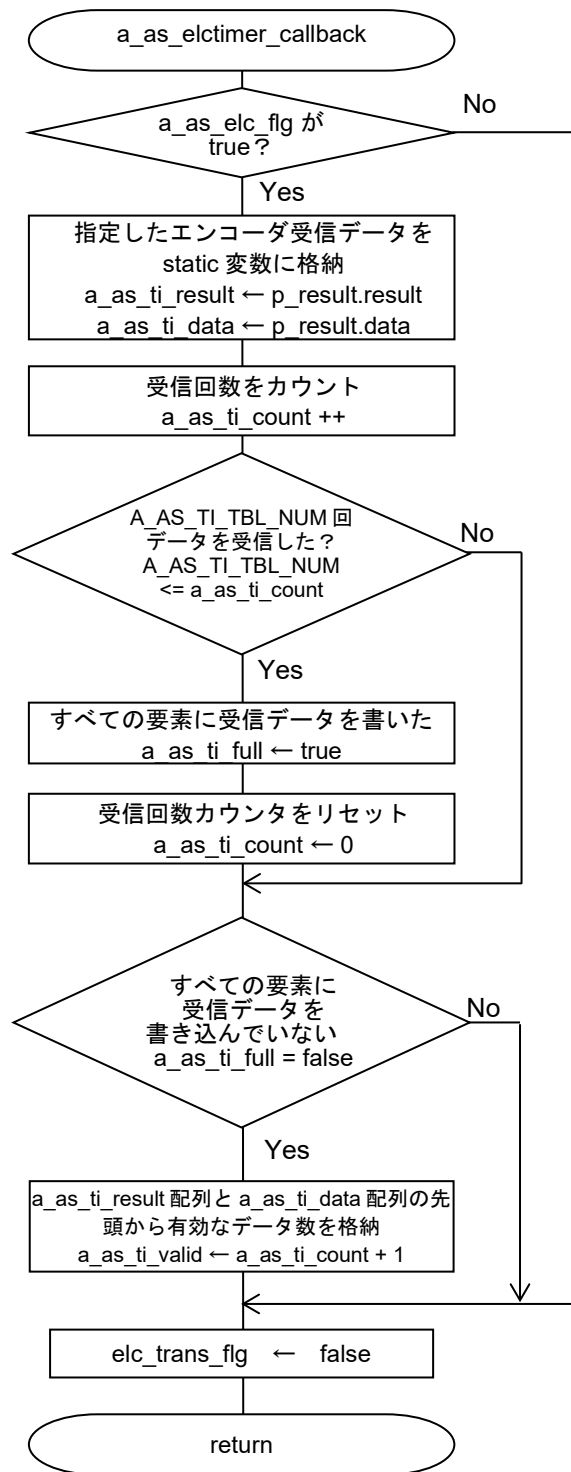 a_as_elctimer_callback
No
a_as_elc_flg が
true？
Yes
指定したエンコーダ受信データを
static 変数に格納
a_as_ti_result ← p_result.result
a_as_ti_data ← p_result.data
受信回数をカウント
a_as_ti_count ++
A_AS_TI_TBL_NUM 回
データを受信した？
A_AS_TI_TBL_NUM
<= a_as_ti_count
No
Yes
すべての要素に受信データを書いた
a_as_ti_full ← true
受信回数カウンタをリセット
a_as_ti_count ← 0
すべての要素に
受信データを
書き込んでいない
a_as_ti_full = false
No
Yes
a_as_ti_result 配列と a_as_ti_data 配列の先
頭から有効なデータ数を格納
a_as_ti_valid ← a_as_ti_count + 1
elc_trans_flg ← false
return